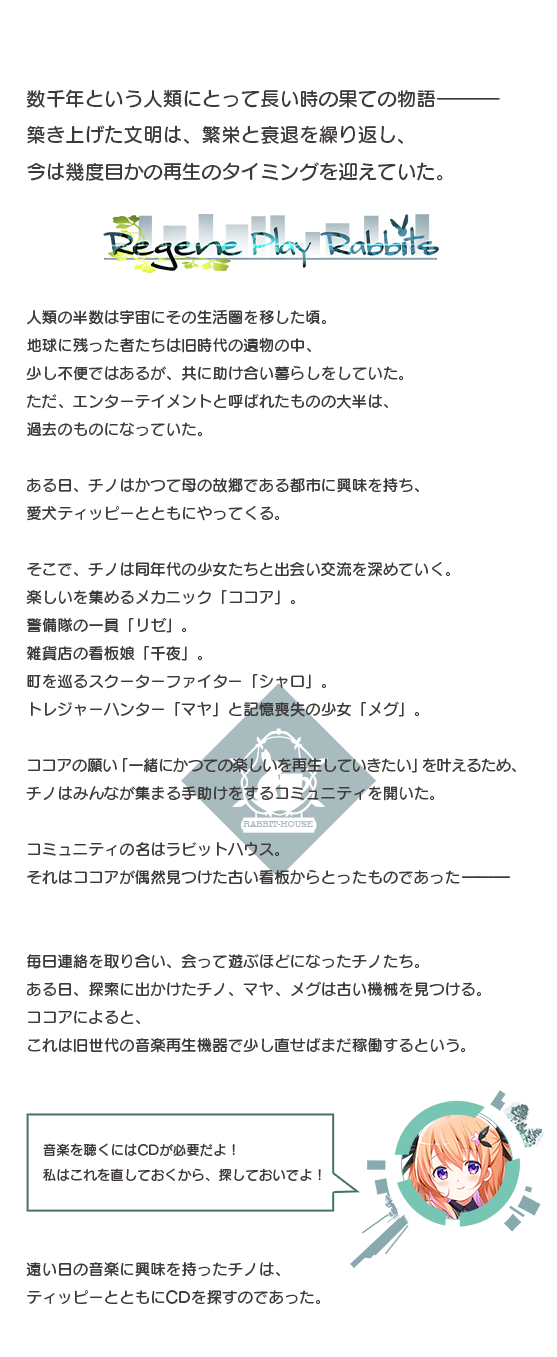 数千年という人類にとって長い時の果ての物語―――
築き上げた文明は、繁栄と衰退を繰り返し、
今は幾度目かの再生のタイミングを迎えていた。
Regene Play Rabbits
人類の半数は宇宙にその生活圏を移した頃。
地球に残った者たちは旧時代の遺物の中、
少し不便ではあるが、共に助け合い暮らしをしていた。
ただ、エンターテイメントと呼ばれたものの大半は、
過去のものになっていた。
ある日、チノはかつて母の故郷である都市に興味を持ち、
愛犬ティッピーとともにやってくる。
そこで、チノは同年代の少女たちと出会い交流を深めていく。
楽しいを集めるメカニック「ココア」。
警備隊の一員「リゼ」。
雑貨店の看板娘「千夜」。
町を巡るスクーターファイター「シャロ」。
トレジャーハンター「マヤ」と記憶喪失の少女「メグ」。
ココアの願い「一緒にかつての楽しいを再生していきたい」を叶えるため、
チノはみんなが集まる手助けをするコミュニティを開いた。
RABBIT-HOUSE
コミュニティの名はラビットハウス。
それはココアが偶然見つけた古い看板からとったものであった―――
毎日連絡を取り合い、会って遊ぶほどになったチノたち。
ある日、探索に出かけたチノ、マヤ、メグは古い機械を見つける。
ココアによると、
これは旧世代の音楽再生機器で少し直せばまだ稼働するという。
音楽を聴くにはCDが必要だよ！
私はこれを直しておくから、探しておいでよ！
遠い日の音楽に興味を持ったチノは、
ティッピーとともにCDを探すのであった。